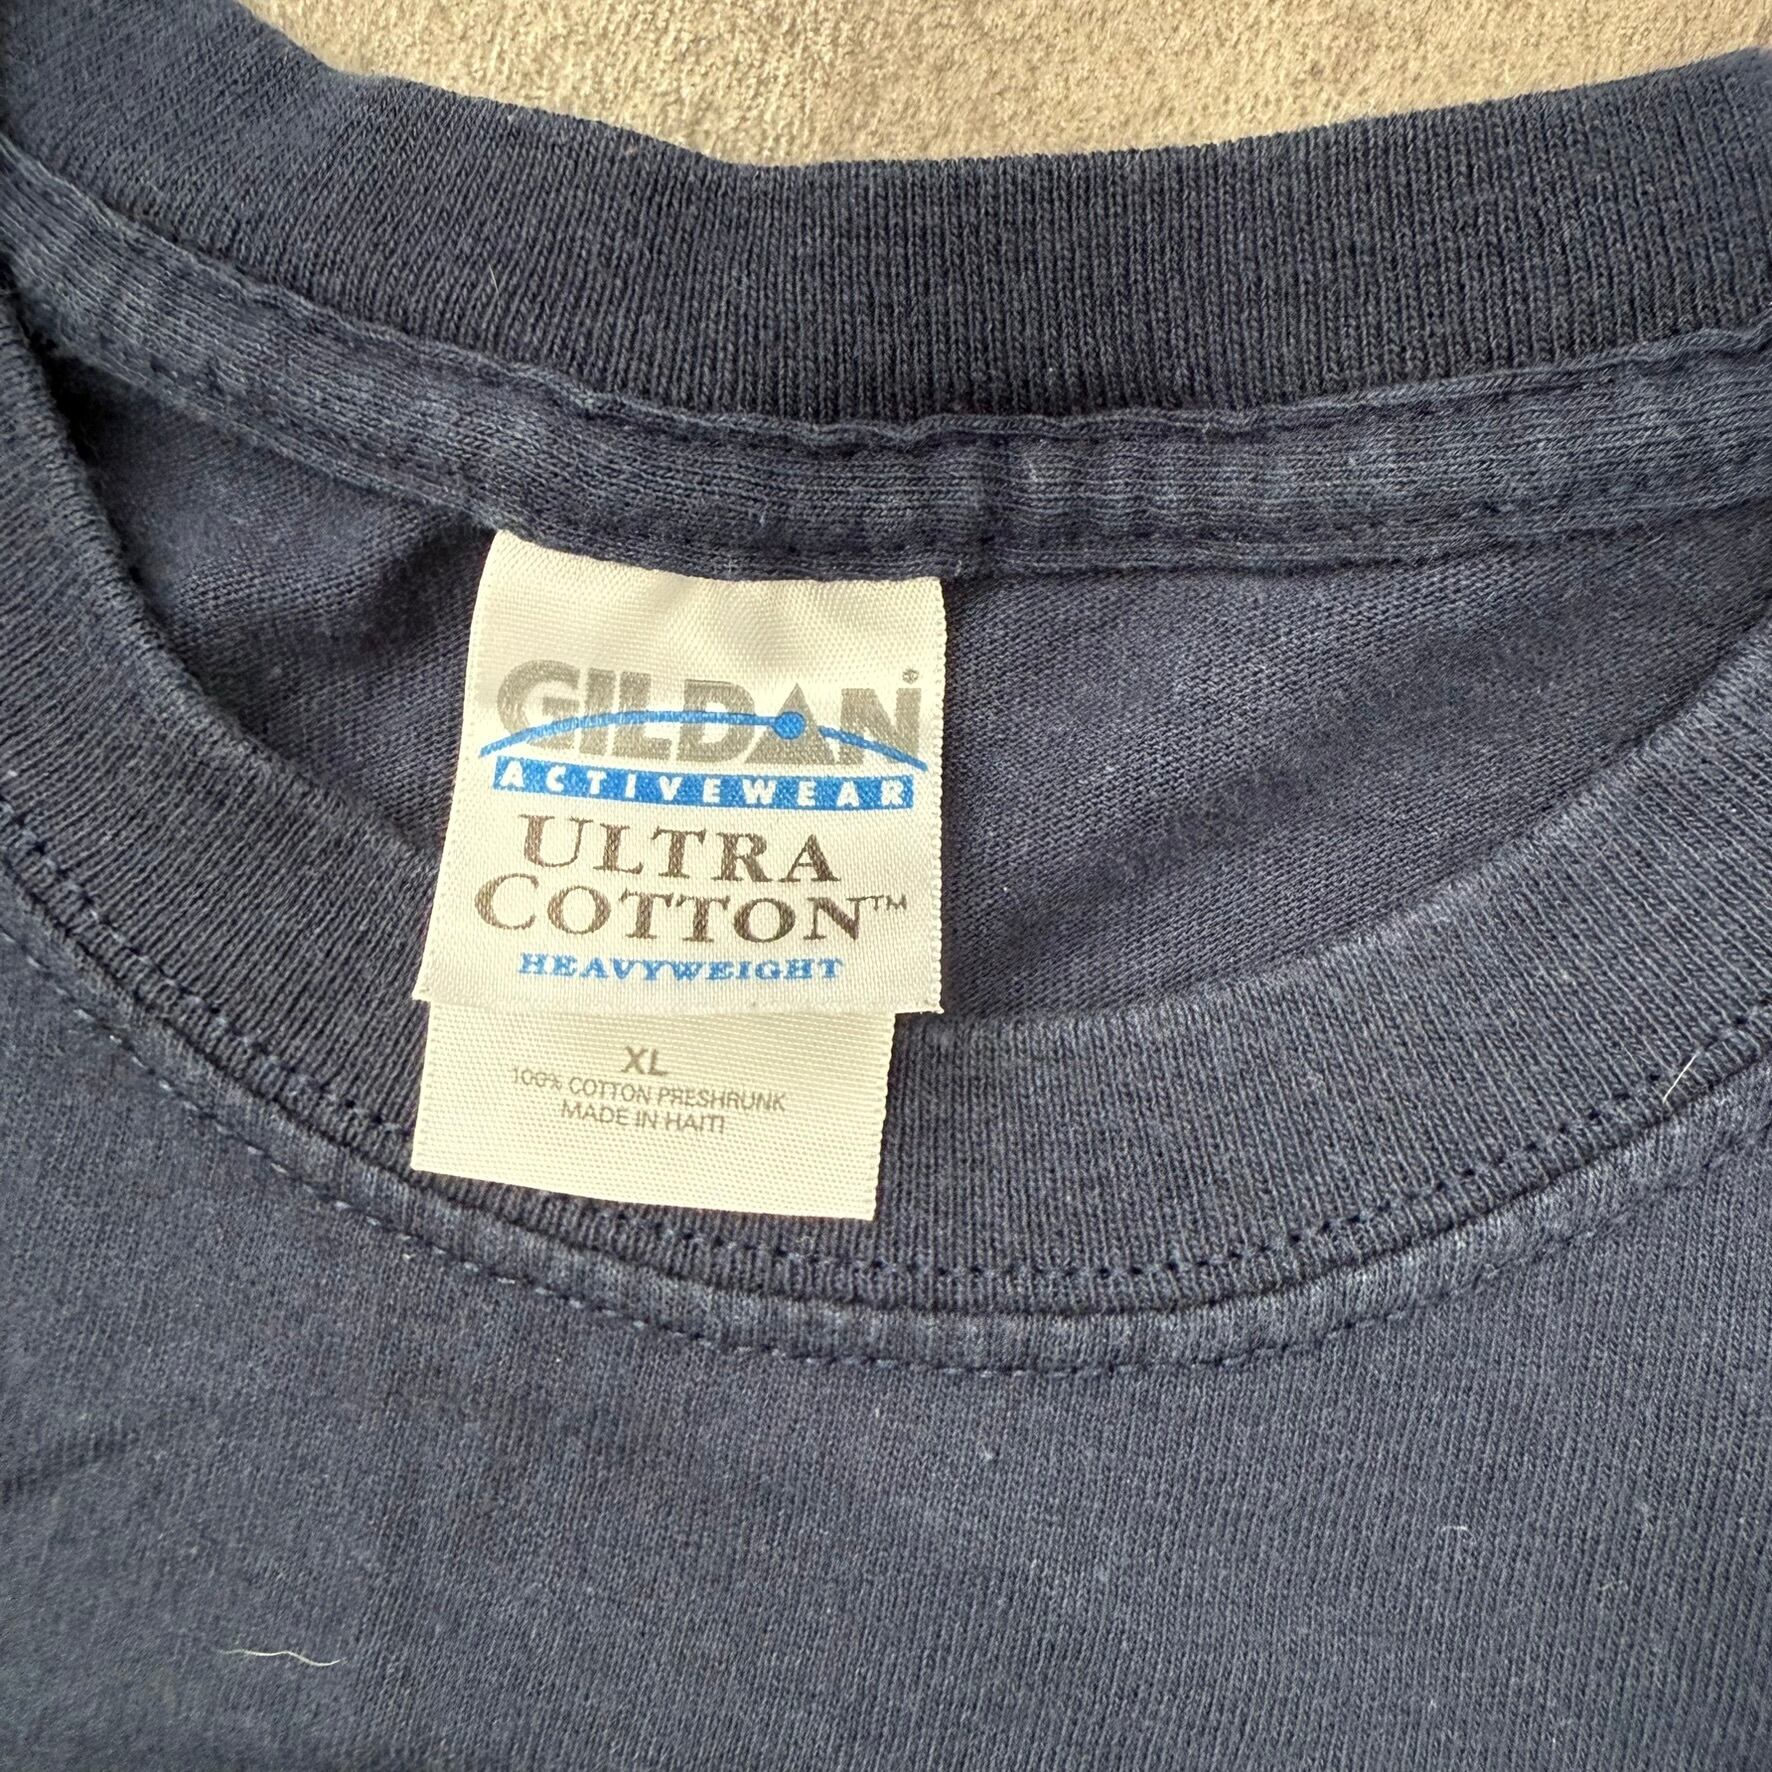 GILDAN®
ACTIVEWEAR
ULTRA
COTTON™
HEAVYWEIGHT
XL
100% COTTON PRESHRUNK
MADE IN HAITI